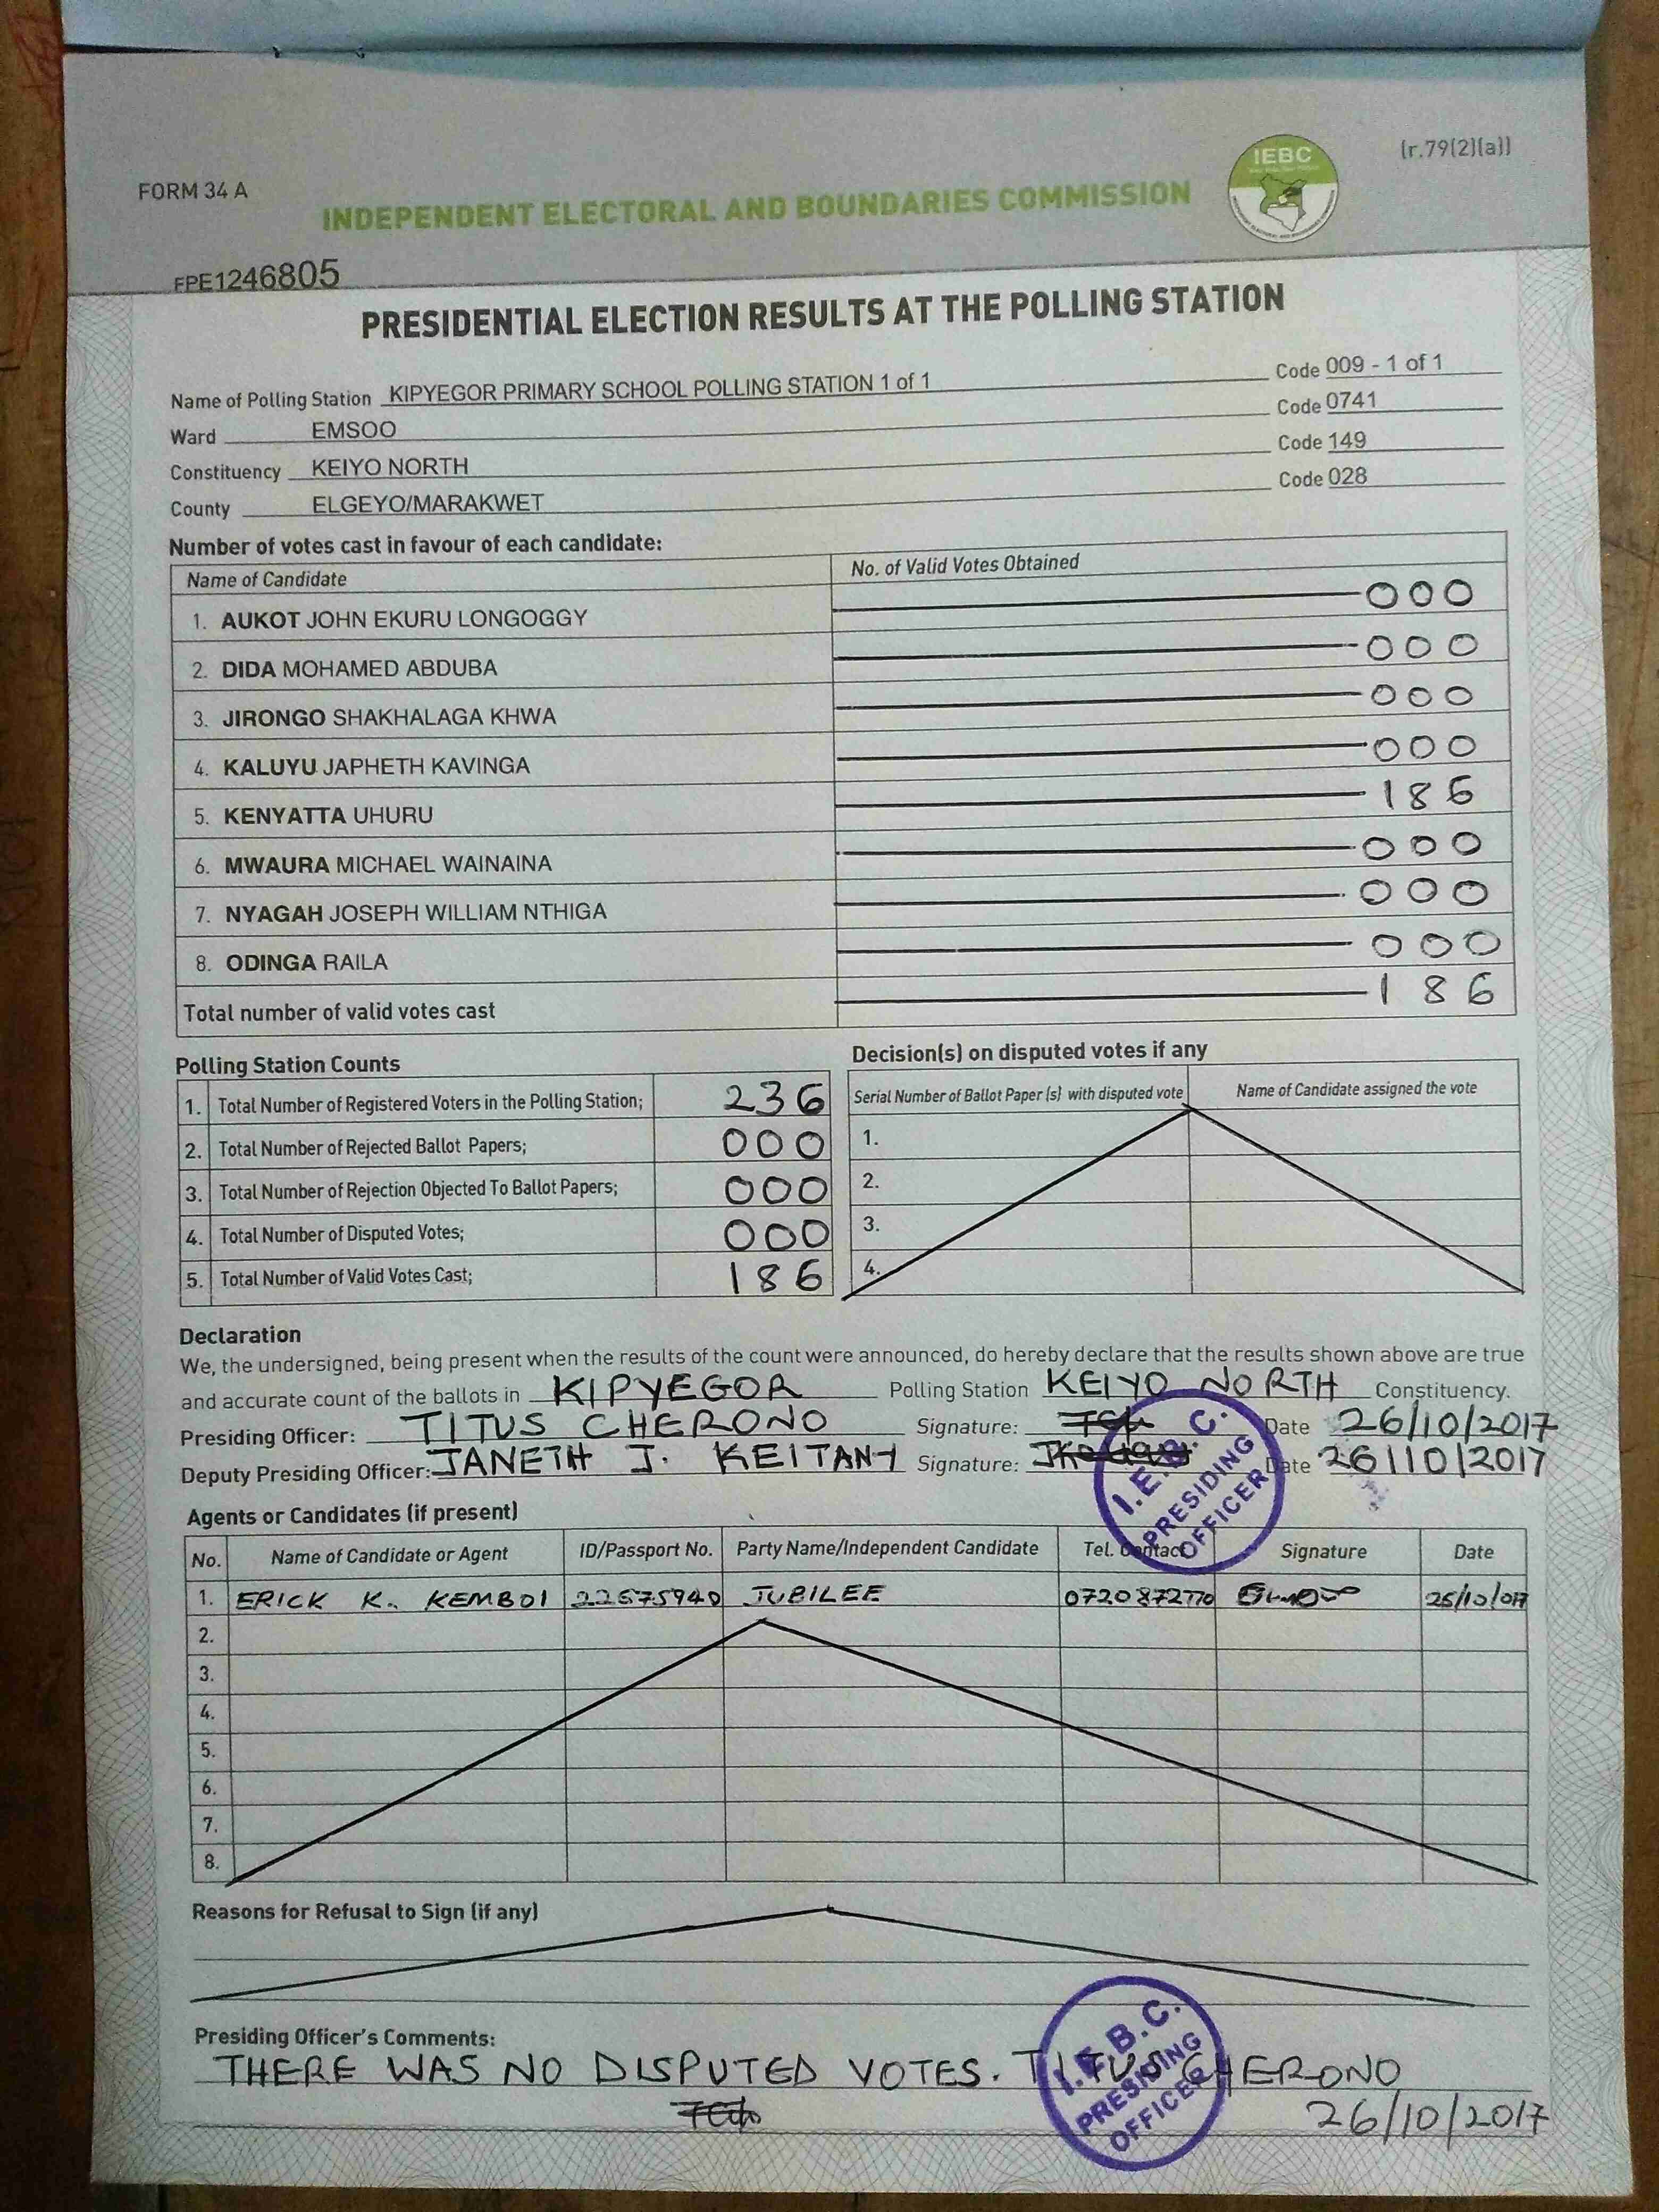 (r.79(2)(a))
IEBC
FORM 34 A
INDEPENDENT ELECTORAL AND BOUNDARIES COMMISSION
FPE1246805
PRESIDENTIAL ELECTION RESULTS AT THE POLLING STATION
Name of Polling Station KIPYEGOR PRIMARY SCHOOL POLLING STATION 1 of 1 Code 009 - 1 of 1
Ward EMSOO Code 0741
Constituency KEIYO NORTH Code 149
County ELGEYO/MARAKWET Code 028
Number of votes cast in favour of each candidate:
Name of Candidate No. of Valid Votes Obtained
1. AUKOT JOHN EKURU LONGOGGY 000
2. DIDA MOHAMED ABDUBA 000
3. JIRONGO SHAKHALAGA KHWA 000
4. KALUYU JAPHETH KAVINGA 000
5. KENYATTA UHURU 186
6. MWAURA MICHAEL WAINAINA 000
7. NYAGAH JOSEPH WILLIAM NTHIGA 000
8. ODINGA RAILA 000
Total number of valid votes cast 186
Polling Station Counts
1. Total Number of Registered Voters in the Polling Station; 236
2. Total Number of Rejected Ballot Papers; 000
3. Total Number of Rejection Objected To Ballot Papers; 000
4. Total Number of Disputed Votes; 000
5. Total Number of Valid Votes Cast; 186
Decision(s) on disputed votes if any
Serial Number of Ballot Paper (s) with disputed vote Name of Candidate assigned the vote
1.
2.
3.
4.
Declaration
We, the undersigned, being present when the results of the count were announced, do hereby declare that the results shown above are true
and accurate count of the ballots in KIPYEGOR Polling Station KEIYO NORTH Constituency.
Presiding Officer: TITUS CHERONO Signature: Date 26/10/2017
Deputy Presiding Officer: JANETH J. KEITANY Signature: Date 26/10/2017
I.E.B.C. PRESIDING OFFICER
Agents or Candidates (if present)
No. Name of Candidate or Agent ID/Passport No. Party Name/Independent Candidate Tel. Contact Signature Date
1. ERICK K. KEMBOI 22575940 JUBILEE 0720872770
2.
3.
4.
5.
6.
7.
8.
Reasons for Refusal to Sign (if any)
Presiding Officer's Comments:
THERE WAS NO DISPUTED VOTES. TITUS CHERONO
26/10/2017
I.E.B.C. PRESIDING OFFICER